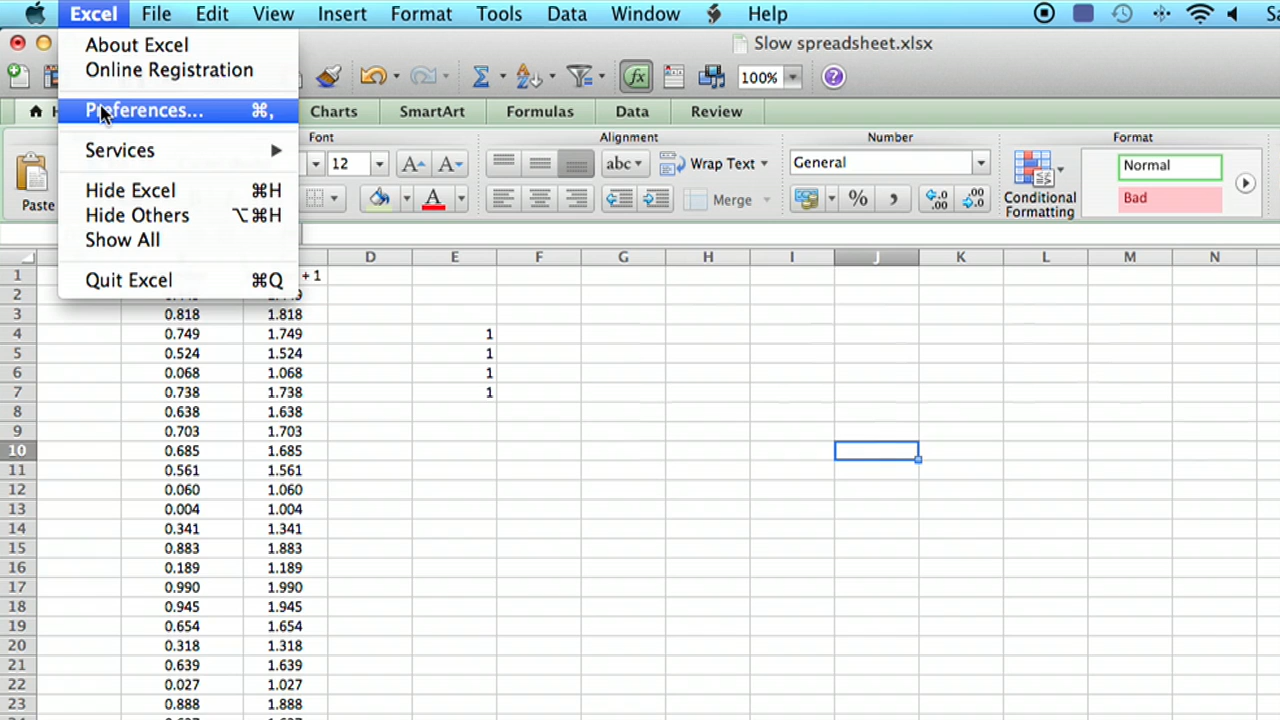 Excel File Edit View Insert Format Tools Data Window Help
About Excel
Online Registration
Preferences... ⌘,
Services
Hide Excel ⌘H
Hide Others ⌥⌘H
Show All
Quit Excel ⌘Q
Slow spreadsheet.xlsx
100%
Charts SmartArt Formulas Data Review
Font Alignment Number Format
Paste
12
abc Wrap Text
Merge
General
Conditional
Formatting
Normal
Bad
D E F G H I J K L M N
1 + 1
2
3 0.818 1.818
4 0.749 1.749 1
5 0.524 1.524 1
6 0.068 1.068 1
7 0.738 1.738 1
8 0.638 1.638
9 0.703 1.703
10 0.685 1.685
11 0.561 1.561
12 0.060 1.060
13 0.004 1.004
14 0.341 1.341
15 0.883 1.883
16 0.189 1.189
17 0.990 1.990
18 0.945 1.945
19 0.654 1.654
20 0.318 1.318
21 0.639 1.639
22 0.027 1.027
23 0.888 1.888